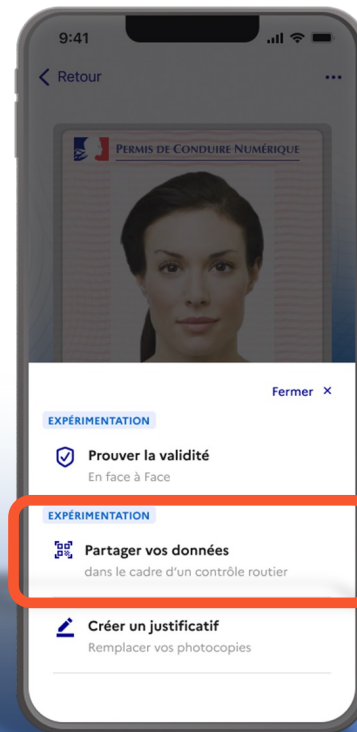 9:41
Retour
PERMIS DE CONDUIRE NUMÉRIQUE
Fermer ×
EXPÉRIMENTATION
Prouver la validité
En face à Face
EXPÉRIMENTATION
Partager vos données
dans le cadre d'un contrôle routier
Créer un justificatif
Remplacer vos photocopies